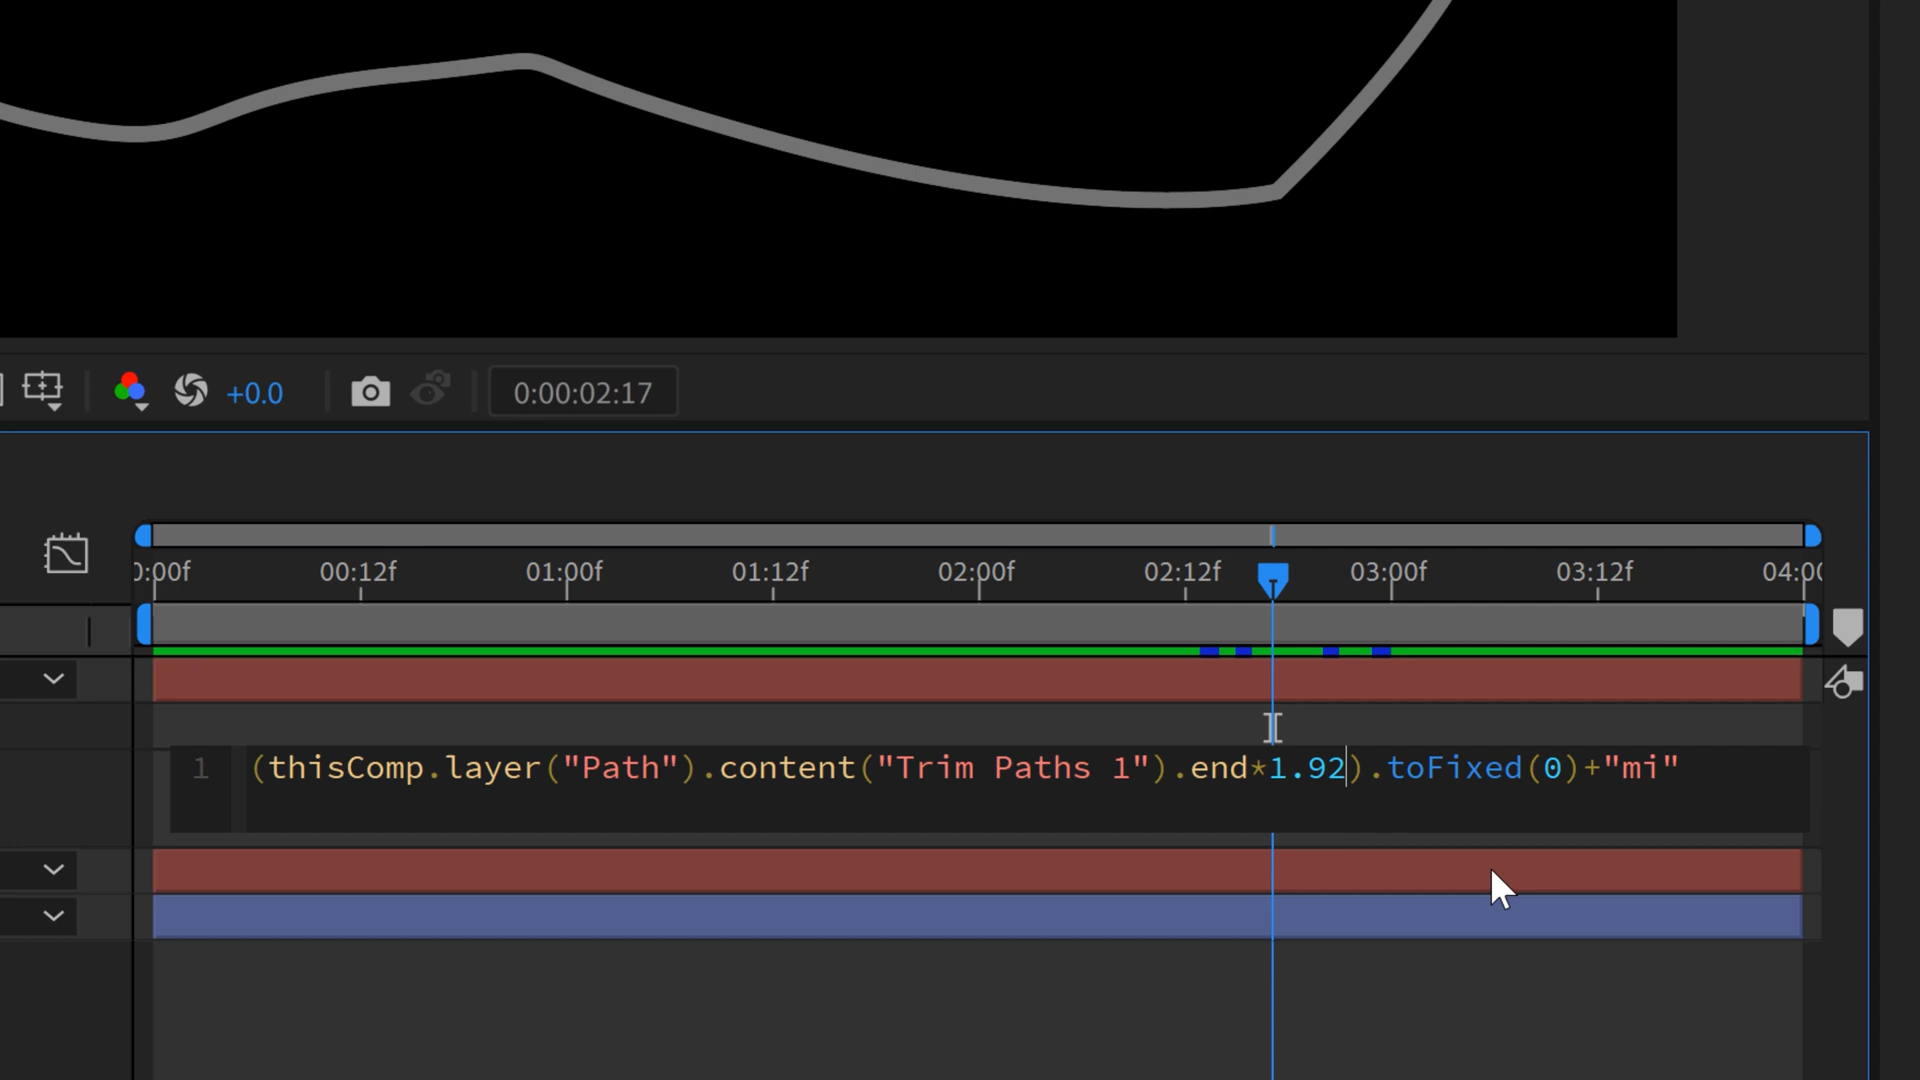 +0.0
0:00:02:17
0:00f 00:12f 01:00f 01:12f 02:00f 02:12f 03:00f 03:12f 04:00
1 (thisComp.layer("Path").content("Trim Paths 1").end*1.92).toFixed(0)+"mi"